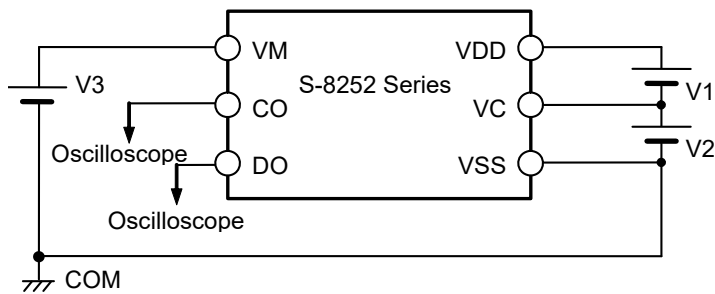 VM
VDD
V3
S-8252 Series
V1
CO
VC
Oscilloscope
V2
DO
VSS
Oscilloscope
COM